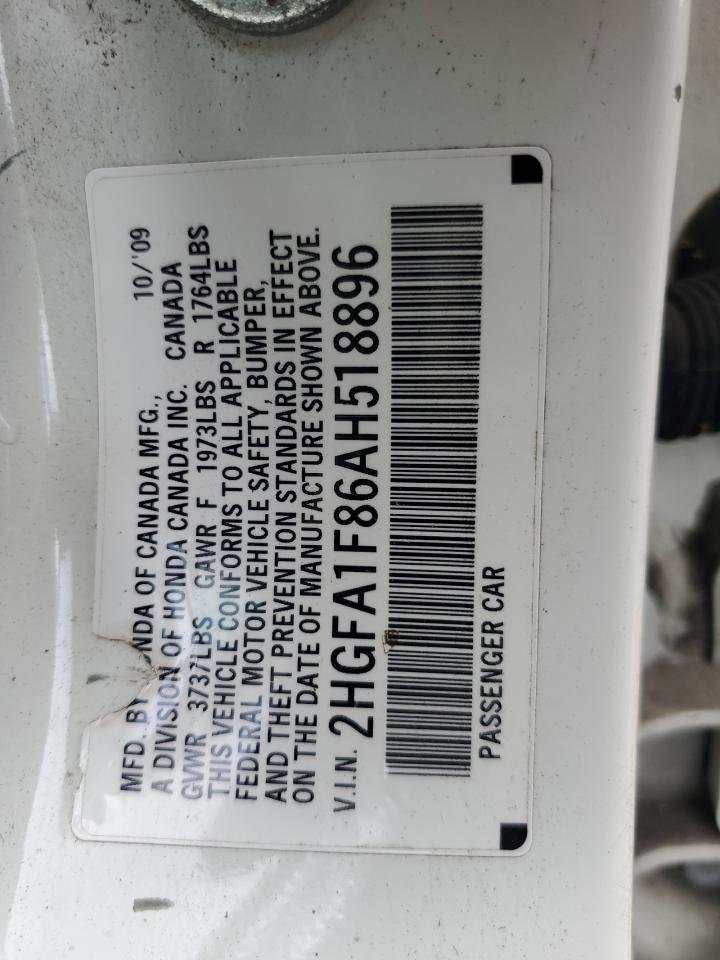 MFD. BY NDA OF CANADA MFG., 10/'09
A DIVISION OF HONDA CANADA INC. CANADA
GVWR 3737LBS GAWR F 1973LBS R 1764LBS
THIS VEHICLE CONFORMS TO ALL APPLICABLE
FEDERAL MOTOR VEHICLE SAFETY, BUMPER,
AND THEFT PREVENTION STANDARDS IN EFFECT
ON THE DATE OF MANUFACTURE SHOWN ABOVE.
V.I.N. 2HGFA1F86AH518896
PASSENGER CAR